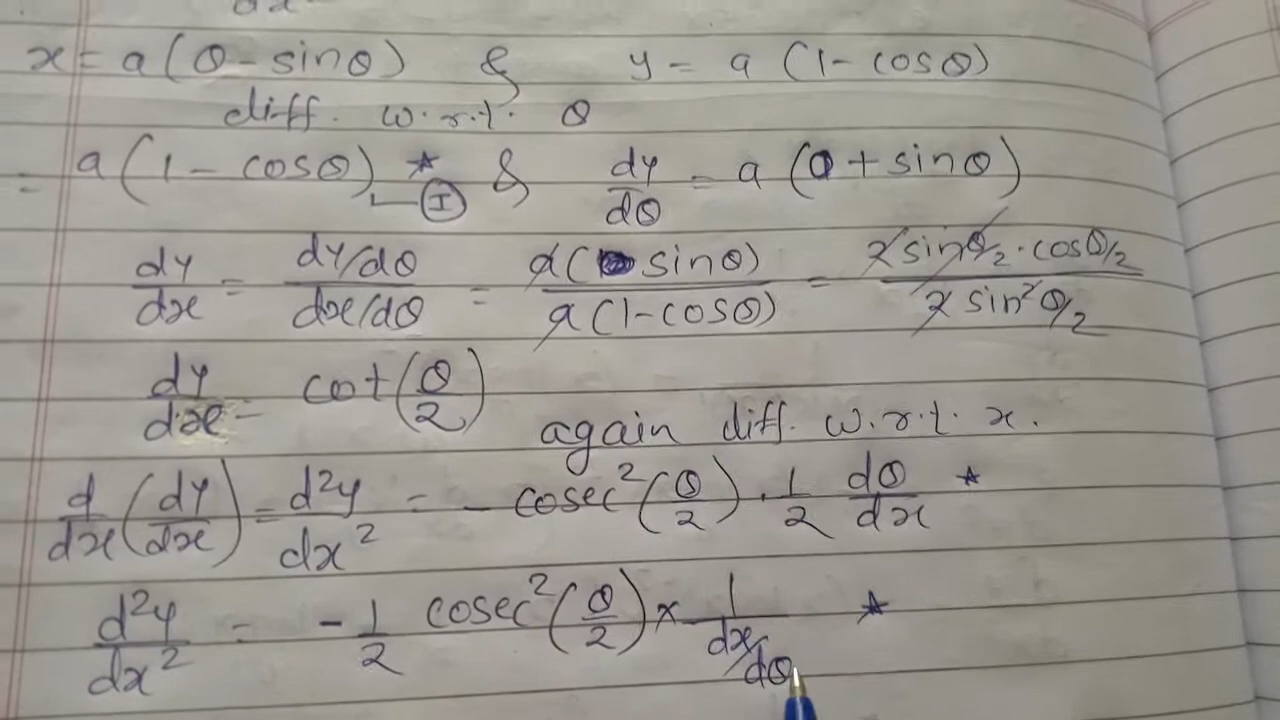 x = a(θ - sinθ) & y = a (1 - cosθ)
diff. w.r.t. θ
= a(1 - cosθ) ★ (I) & dy/dθ = a (0 + sinθ)
dy/dx = (dy/dθ)/(dx/dθ) = a( sinθ)/a(1-cosθ) = 2 sinθ/2 · cosθ/2 / 2 sin²θ/2
dy/dx = cot(θ/2)
again diff. w.r.t. x.
d/dx (dy/dx) = d²y/dx² = - cosec²(θ/2) · 1/2 dθ/dx ★
d²y/dx² = - 1/2 cosec²(θ/2) × 1/(dx/dθ) ★